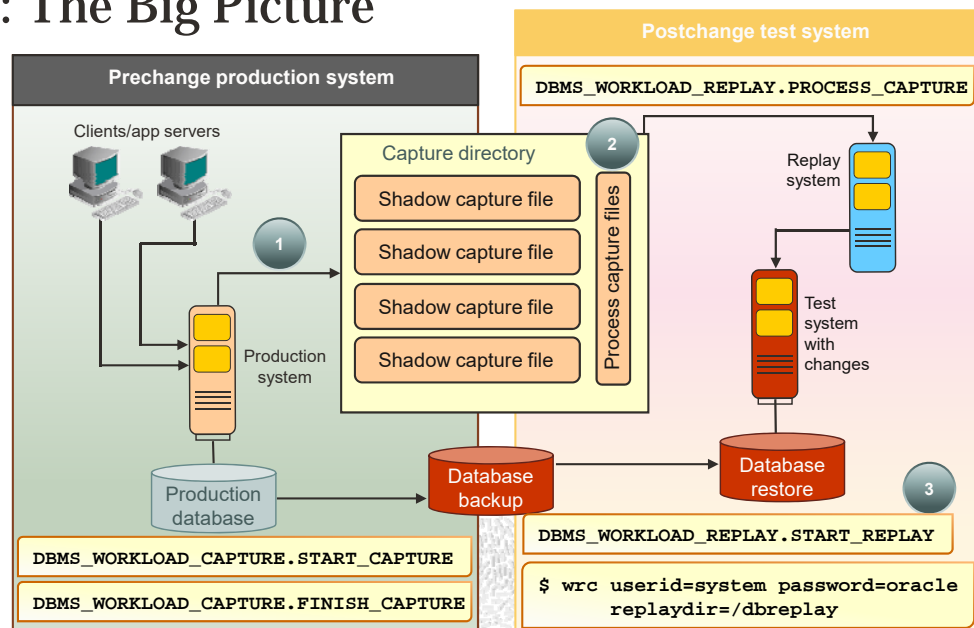 : The Big Picture
Prechange production system
Clients/app servers
1
Production
system
Production
database
DBMS_WORKLOAD_CAPTURE.START_CAPTURE
DBMS_WORKLOAD_CAPTURE.FINISH_CAPTURE
Capture directory
Shadow capture file
Shadow capture file
Shadow capture file
Shadow capture file
2
Process capture files
Database
backup
Postchange test system
DBMS_WORKLOAD_REPLAY.PROCESS_CAPTURE
Replay
system
Test
system
with
changes
Database
restore
3
DBMS_WORKLOAD_REPLAY.START_REPLAY
$ wrc userid=system password=oracle
replaydir=/dbreplay